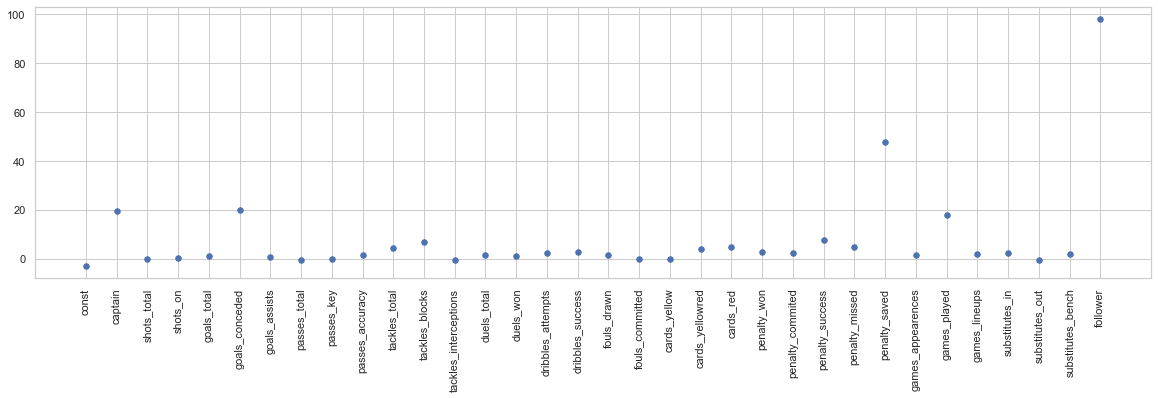 100
80
60
40
20
0
const
captain
shots_total
shots_on
goals_total
goals_conceded
goals_assists
passes_total
passes_key
passes_accuracy
tackles_total
tackles_blocks
tackles_interceptions
duels_total
duels_won
dribbles_attempts
dribbles_success
fouls_drawn
fouls_committed
cards_yellow
cards_yellowred
cards_red
penalty_won
penalty_commited
penalty_success
penalty_missed
penalty_saved
games_appearences
games_played
games_lineups
substitutes_in
substitutes_out
substitutes_bench
follower